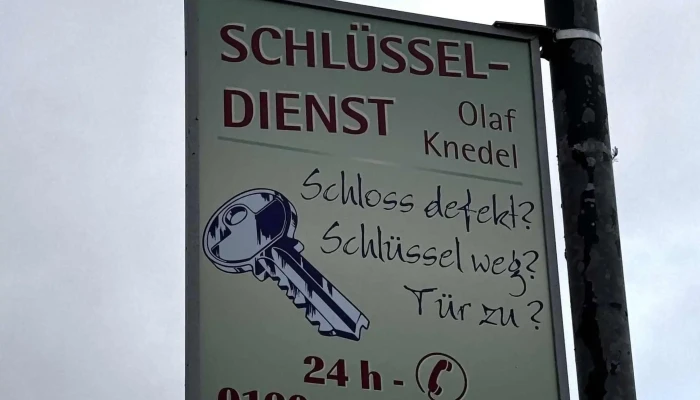 SCHLÜSSEL-
DIENST
Olaf
Knedel
Schloss defekt?
Schlüssel weg?
Tür zu?
24 h -